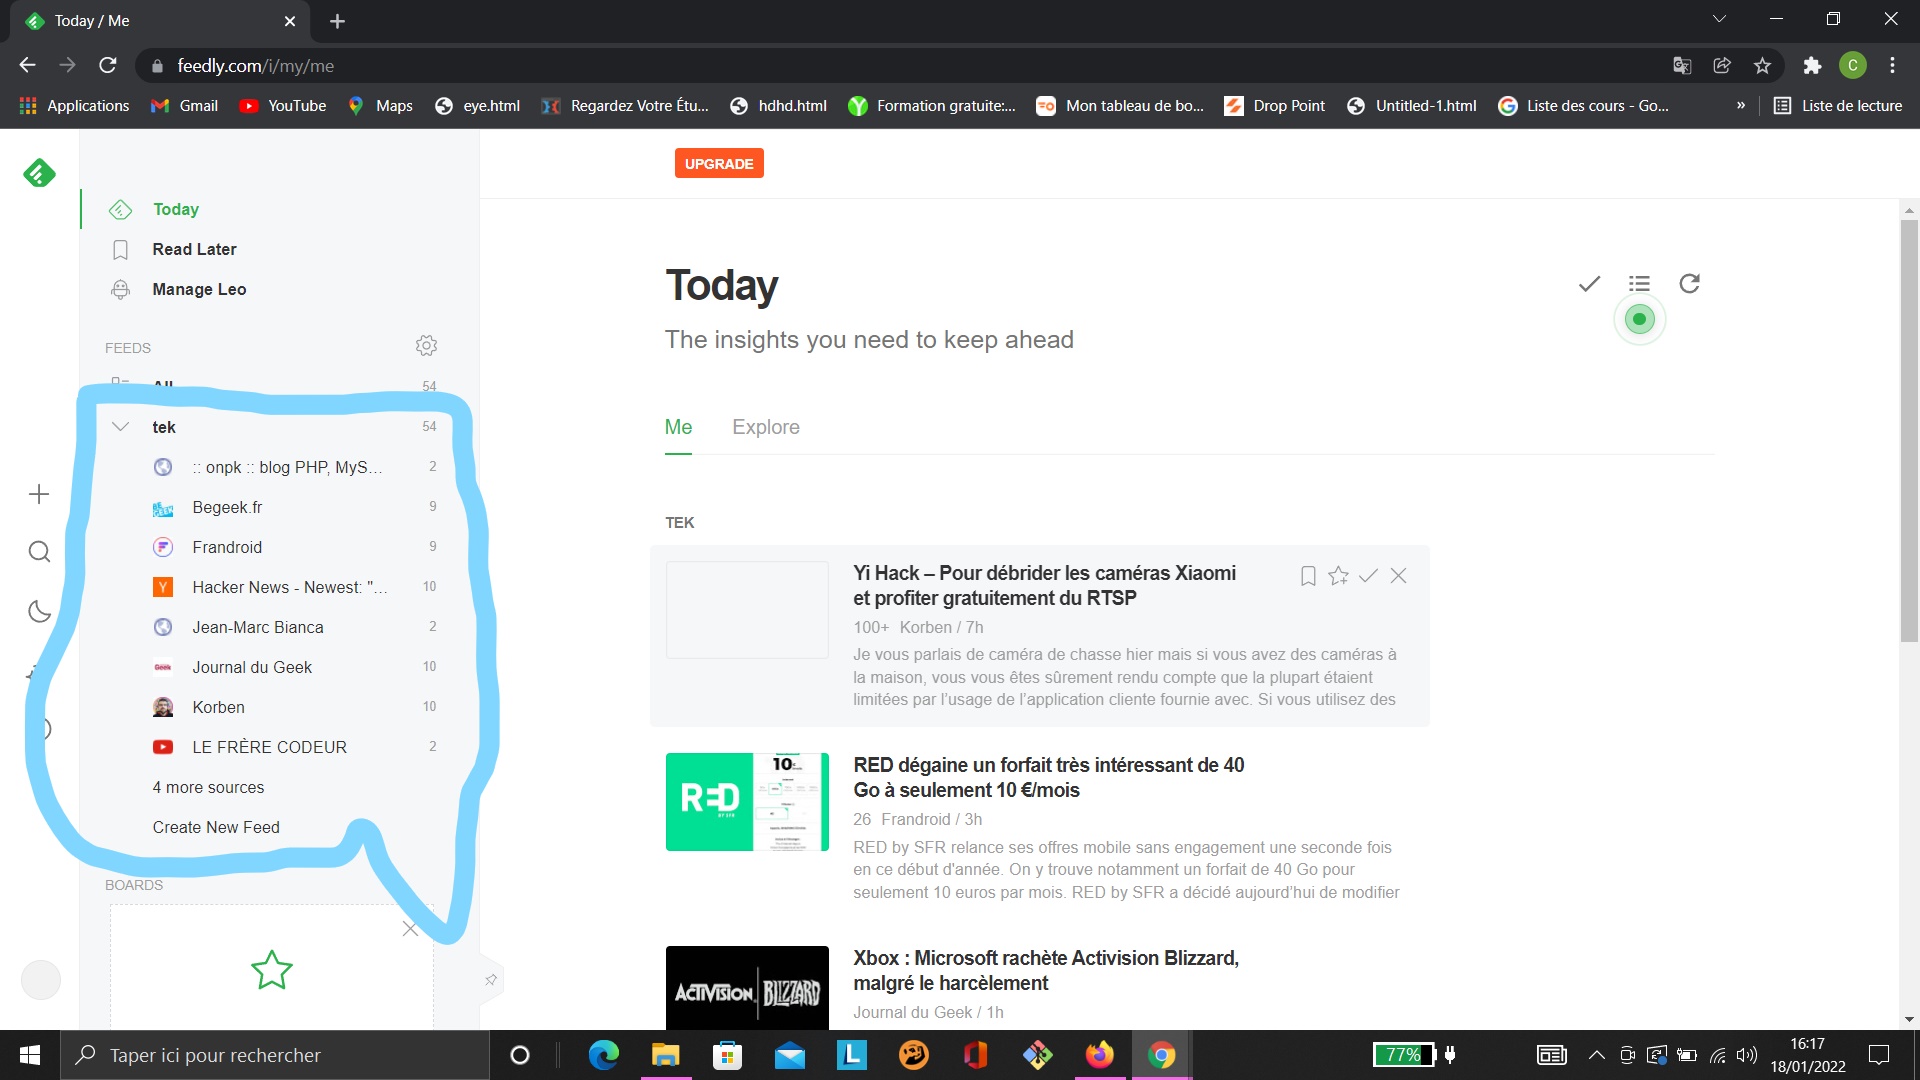 Today / Me
feedly.com/i/my/me
Applications
Gmail
YouTube
Maps
eye.html
Regardez Votre Étu...
hdhd.html
Formation gratuite:...
Mon tableau de bo...
Drop Point
Untitled-1.html
Liste des cours - Go...
»
Liste de lecture
C
UPGRADE
Today
Read Later
Manage Leo
FEEDS
All 54
tek 54
:: onpk :: blog PHP, MyS... 2
Begeek.fr 9
Frandroid 9
Hacker News - Newest: "... 10
Jean-Marc Bianca 2
Journal du Geek 10
Korben 10
LE FRÈRE CODEUR 2
4 more sources
Create New Feed
BOARDS
Today
The insights you need to keep ahead
Me Explore
TEK
Yi Hack – Pour débrider les caméras Xiaomi
et profiter gratuitement du RTSP
100+ Korben / 7h
Je vous parlais de caméra de chasse hier mais si vous avez des caméras à
la maison, vous vous êtes sûrement rendu compte que la plupart étaient
limitées par l'usage de l'application cliente fournie avec. Si vous utilisez des
RED
10€
RED dégaine un forfait très intéressant de 40
Go à seulement 10 €/mois
26 Frandroid / 3h
RED by SFR relance ses offres mobile sans engagement une seconde fois
en ce début d'année. On y trouve notamment un forfait de 40 Go pour
seulement 10 euros par mois. RED by SFR a décidé aujourd'hui de modifier
ACTIVISION. BLIZZARD
Xbox : Microsoft rachète Activision Blizzard,
malgré le harcèlement
Journal du Geek / 1h
Taper ici pour rechercher
77%
16:17
18/01/2022